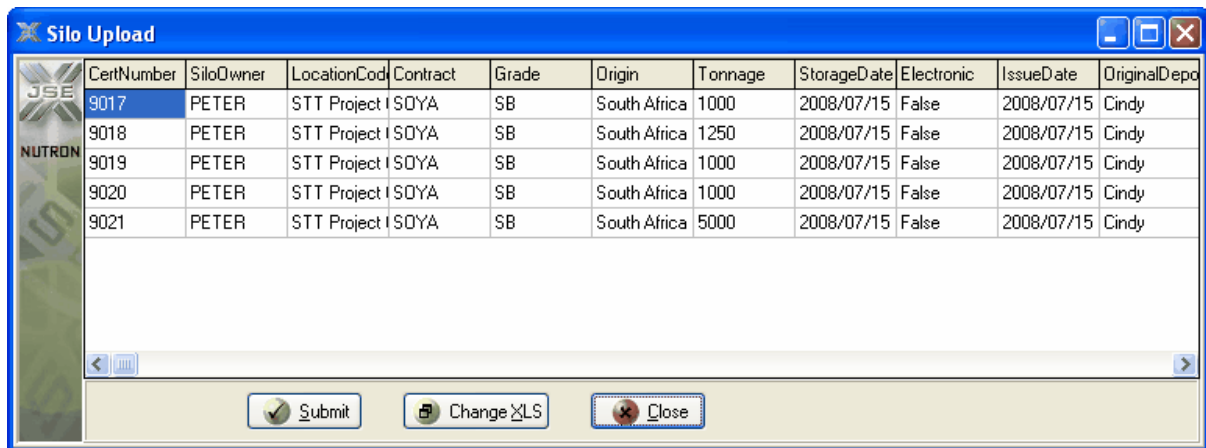 Silo Upload
JSE
NUTRON
CertNumber SiloOwner LocationCod Contract Grade Origin Tonnage StorageDate Electronic IssueDate OriginalDepo
9017 PETER STT Project SOYA SB South Africa 1000 2008/07/15 False 2008/07/15 Cindy
9018 PETER STT Project SOYA SB South Africa 1250 2008/07/15 False 2008/07/15 Cindy
9019 PETER STT Project SOYA SB South Africa 1000 2008/07/15 False 2008/07/15 Cindy
9020 PETER STT Project SOYA SB South Africa 1000 2008/07/15 False 2008/07/15 Cindy
9021 PETER STT Project SOYA SB South Africa 5000 2008/07/15 False 2008/07/15 Cindy
Submit Change XLS Close